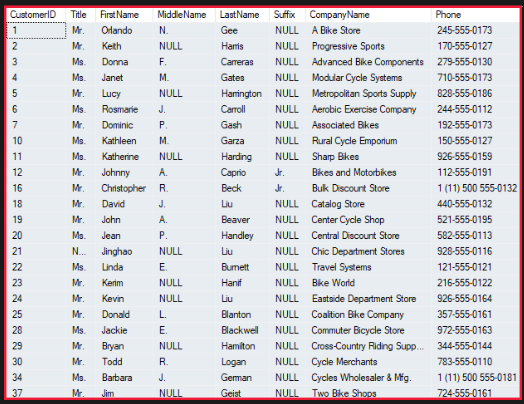 CustomerID Title FirstName MiddleName LastName Suffix CompanyName Phone
1 Mr. Orlando N. Gee NULL A Bike Store 245-555-0173
2 Mr. Keith NULL Harris NULL Progressive Sports 170-555-0127
3 Ms. Donna F. Carreras NULL Advanced Bike Components 279-555-0130
4 Ms. Janet M. Gates NULL Modular Cycle Systems 710-555-0173
5 Mr. Lucy NULL Harrington NULL Metropolitan Sports Supply 828-555-0186
6 Ms. Rosmarie J. Carroll NULL Aerobic Exercise Company 244-555-0112
7 Mr. Dominic P. Gash NULL Associated Bikes 192-555-0173
10 Ms. Kathleen M. Garza NULL Rural Cycle Emporium 150-555-0127
11 Ms. Katherine NULL Harding NULL Sharp Bikes 926-555-0159
12 Mr. Johnny A. Caprio Jr. Bikes and Motorbikes 112-555-0191
16 Mr. Christopher R. Beck Jr. Bulk Discount Store 1 (11) 500 555-0132
18 Mr. David J. Liu NULL Catalog Store 440-555-0132
19 Mr. John A. Beaver NULL Center Cycle Shop 521-555-0195
20 Ms. Jean P. Handley NULL Central Discount Store 582-555-0113
21 N... Jinghao NULL Liu NULL Chic Department Stores 928-555-0116
22 Ms. Linda E. Burnett NULL Travel Systems 121-555-0121
23 Mr. Kerim NULL Hanif NULL Bike World 216-555-0122
24 Mr. Kevin NULL Liu NULL Eastside Department Store 926-555-0164
25 Mr. Donald L. Blanton NULL Coalition Bike Company 357-555-0161
28 Ms. Jackie E. Blackwell NULL Commuter Bicycle Store 972-555-0163
29 Mr. Bryan NULL Hamilton NULL Cross-Country Riding Supp... 344-555-0144
30 Mr. Todd R. Logan NULL Cycle Merchants 783-555-0110
34 Ms. Barbara J. German NULL Cycles Wholesaler & Mfg. 1 (11) 500 555-0181
37 Mr. Jim NULL Geist NULL Two Bike Shops 724-555-0161